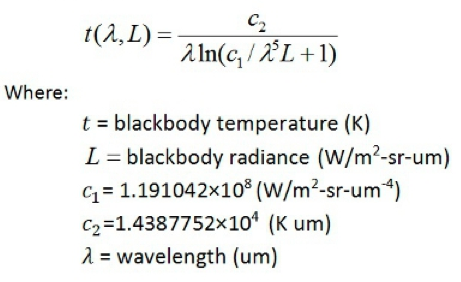 t(λ,L) = c₂ / λ ln(c₁ / λ⁵L + 1)
Where:
t = blackbody temperature (K)
L = blackbody radiance (W/m²-sr-um)
c₁ = 1.191042×10⁸ (W/m²-sr-um⁻⁴)
c₂=1.4387752×10⁴ (K um)
λ = wavelength (um)